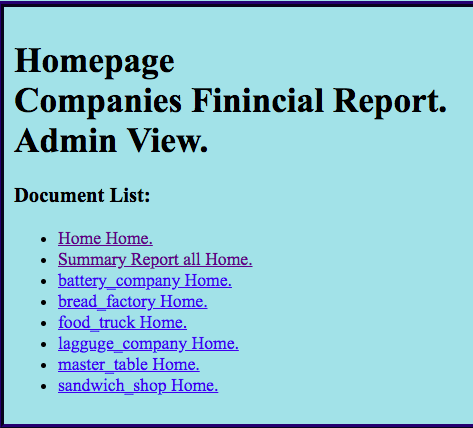 Homepage
Companies Finincial Report.
Admin View.
Document List:
Home Home.
Summary Report all Home.
battery_company Home.
bread_factory Home.
food_truck Home.
lagguge_company Home.
master_table Home.
sandwich_shop Home.